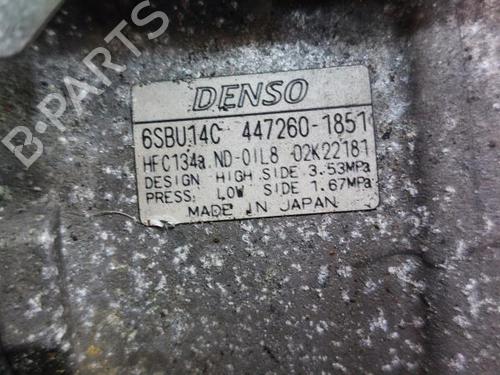 DENSO
6SBU14C 447260-1851
HFC134a ND-OIL8 02K22181
DESIGN HIGH SIDE 3.53MPa
PRESS: LOW SIDE 1.67MPa
MADE IN JAPAN
B-PARTS